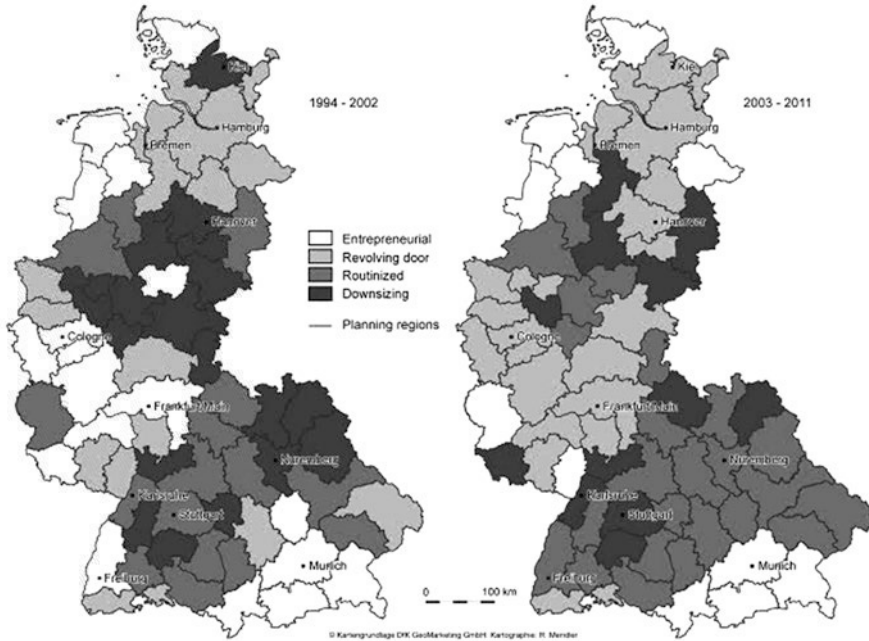 1994 - 2002
Kiel
Hamburg
Bremen
Hanover
Cologne
Frankfurt/Main
Nuremberg
Karlsruhe
Stuttgart
Munich
Freiburg
Entrepreneurial
Revolving door
Routinized
Downsizing
Planning regions
2003 - 2011
Kiel
Hamburg
Bremen
Hanover
Cologne
Frankfurt/Main
Nuremberg
Karlsruhe
Stuttgart
Munich
Freiburg
0 100 km
© Kartengrundlage DfK GeoMarketing GmbH. Kartographie: R. Mendler